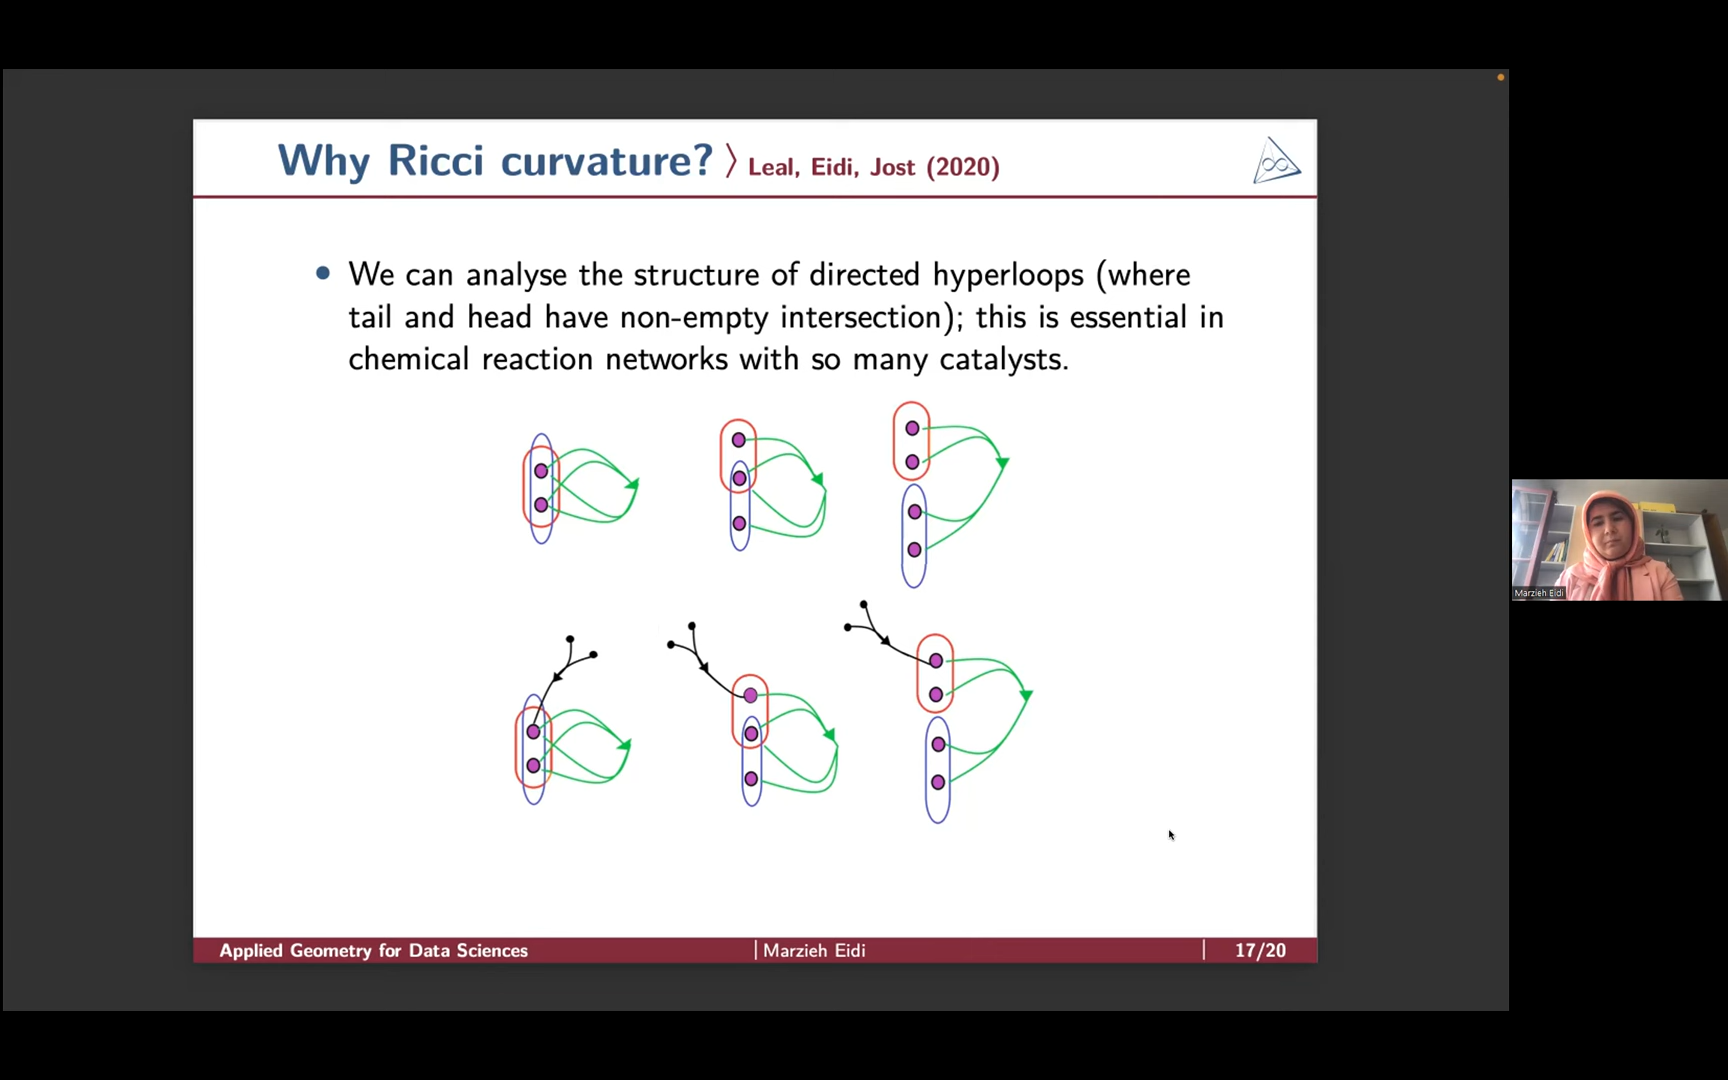 Why Ricci curvature? 〉 Leal, Eidi, Jost (2020)
• We can analyse the structure of directed hyperloops (where
tail and head have non-empty intersection); this is essential in
chemical reaction networks with so many catalysts.
Marzieh Eidi
Applied Geometry for Data Sciences | Marzieh Eidi | 17/20